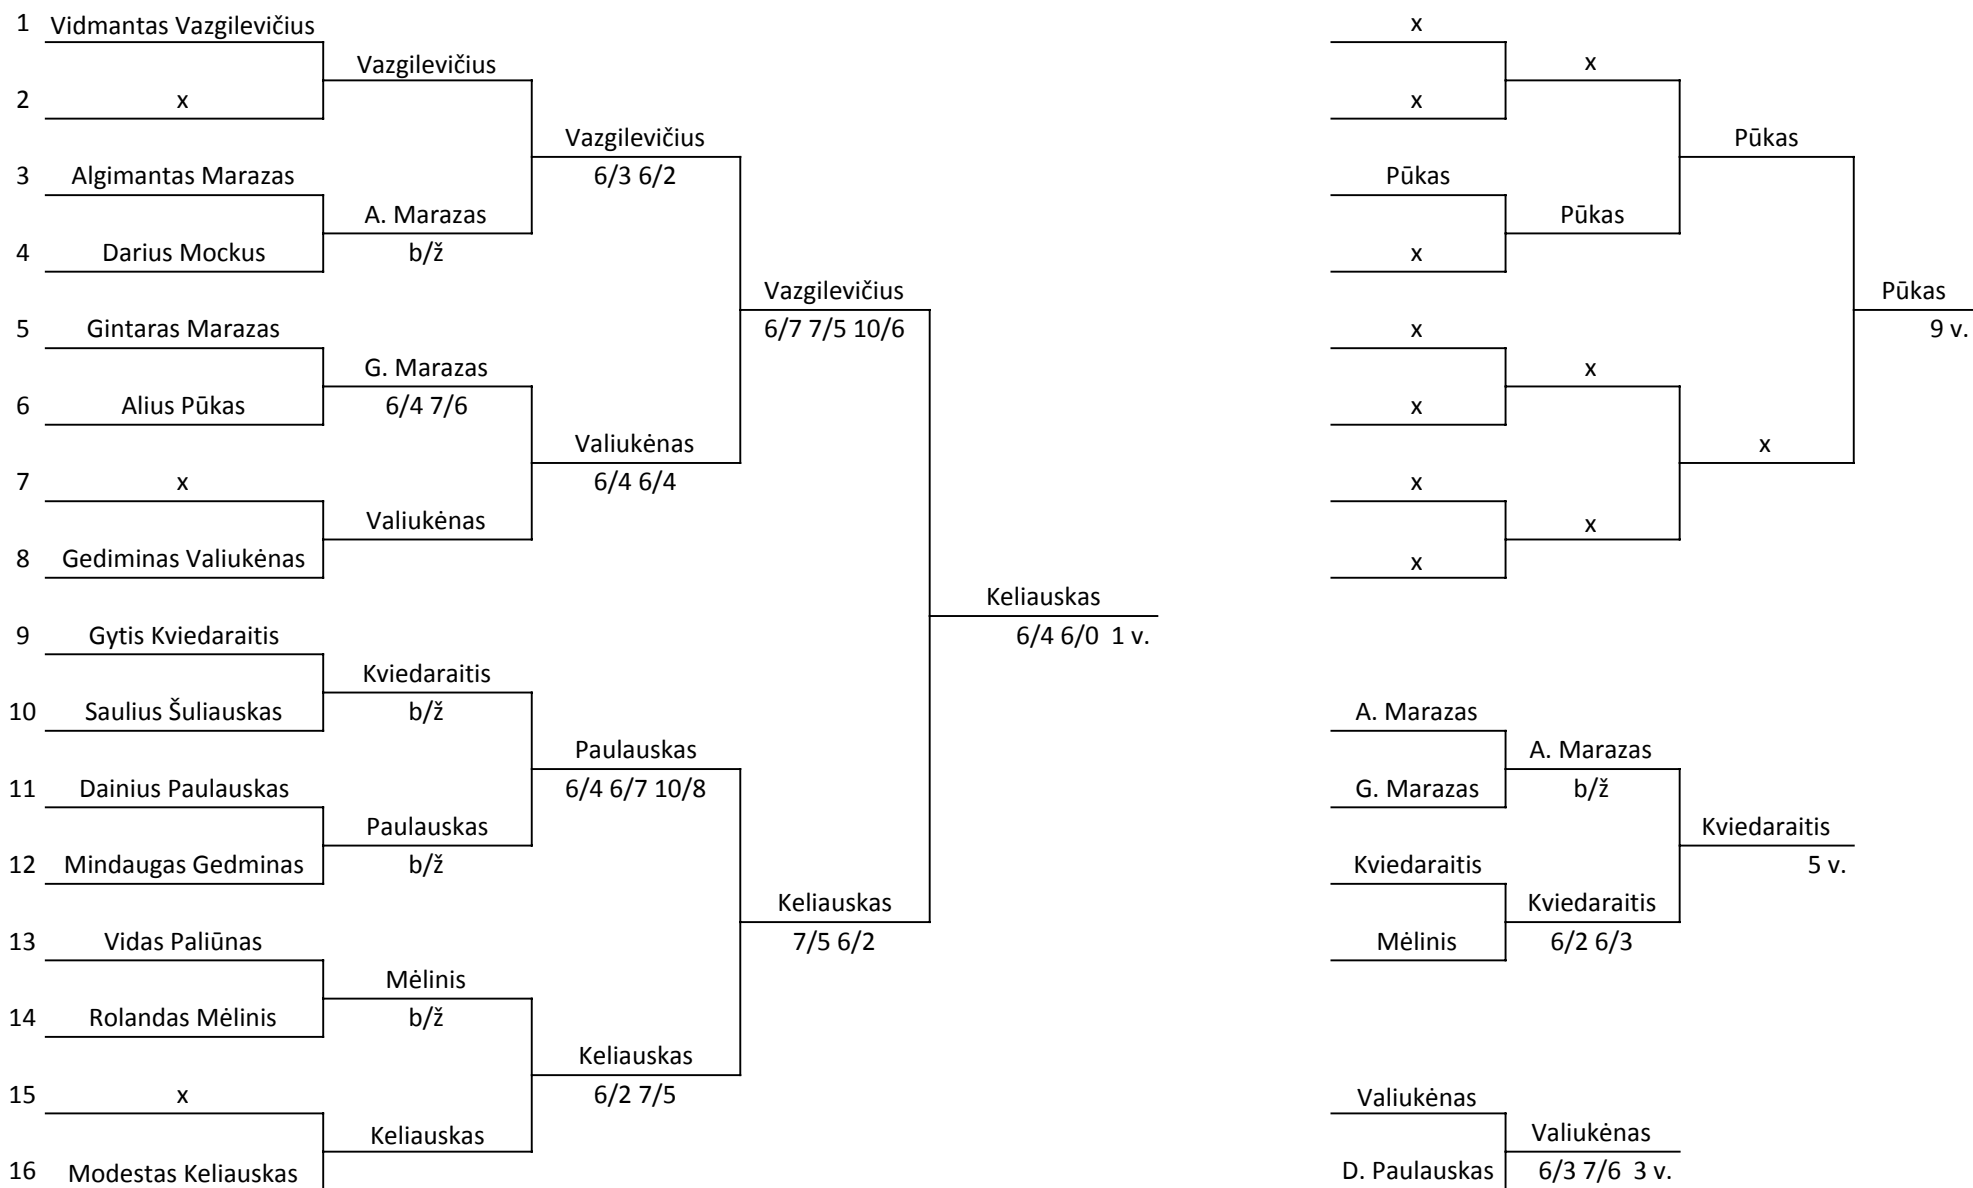 1 Vidmantas Vazgilevičius
Vazgilevičius
2 x
Vazgilevičius
6/3 6/2
3 Algimantas Marazas
A. Marazas
b/ž
4 Darius Mockus
Vazgilevičius
6/7 7/5 10/6
5 Gintaras Marazas
G. Marazas
6/4 7/6
6 Alius Pūkas
Valiukėnas
6/4 6/4
7 x
Valiukėnas
8 Gediminas Valiukėnas
Keliauskas
6/4 6/0 1 v.
9 Gytis Kviedaraitis
Kviedaraitis
b/ž
10 Saulius Šuliauskas
Paulauskas
6/4 6/7 10/8
11 Dainius Paulauskas
Paulauskas
b/ž
12 Mindaugas Gedminas
Keliauskas
7/5 6/2
13 Vidas Paliūnas
Mėlinis
b/ž
14 Rolandas Mėlinis
Keliauskas
6/2 7/5
15 x
Keliauskas
16 Modestas Keliauskas
x
x
x
Pūkas
Pūkas
Pūkas
x
Pūkas
9 v.
x
x
x
x
x
x
x
A. Marazas
A. Marazas
b/ž
G. Marazas
Kviedaraitis
5 v.
Kviedaraitis
Kviedaraitis
6/2 6/3
Mėlinis
Valiukėnas
Valiukėnas
6/3 7/6 3 v.
D. Paulauskas